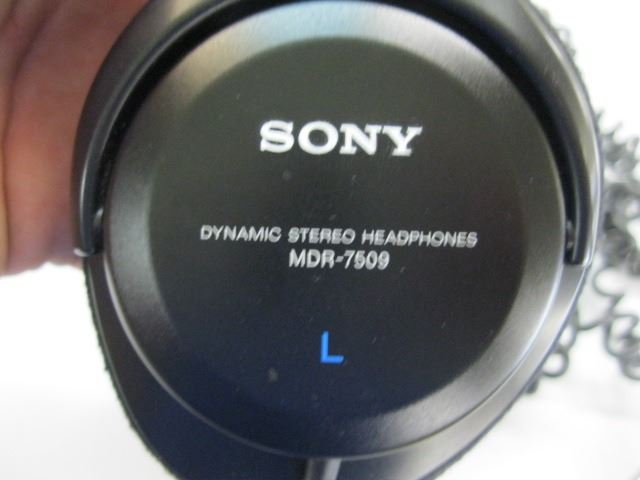 SONY
DYNAMIC STEREO HEADPHONES
MDR-7509
L